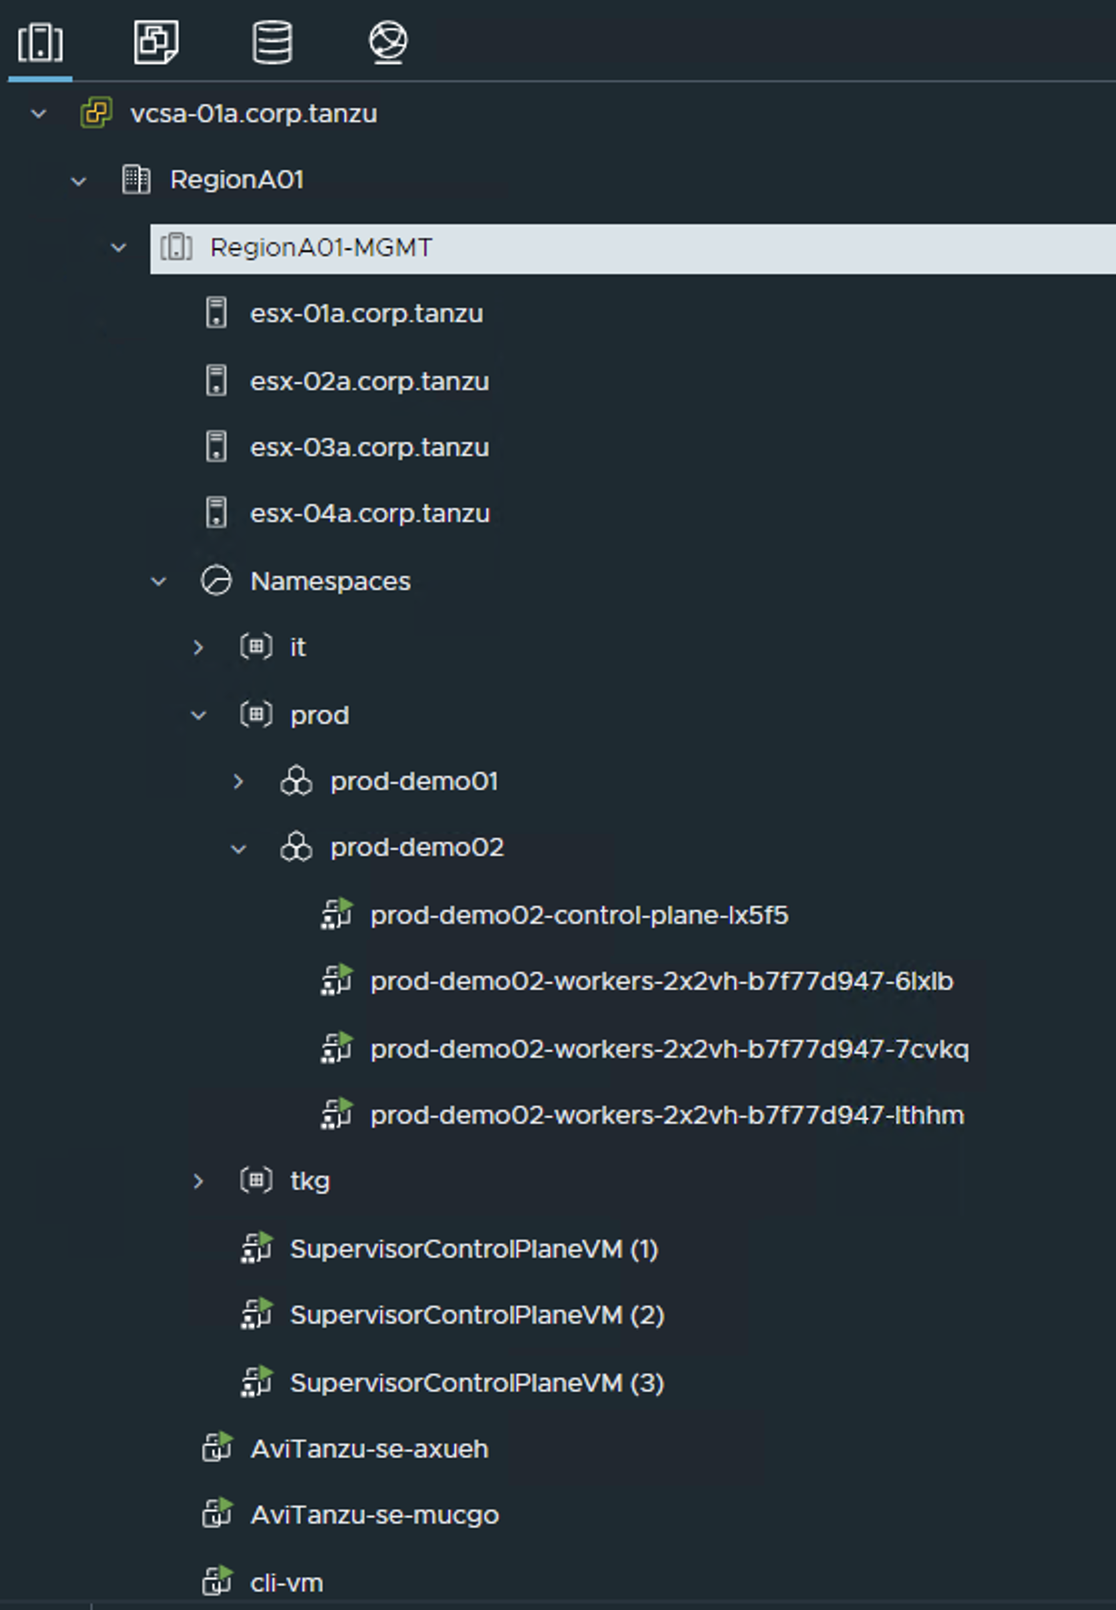 vcsa-01a.corp.tanzu
RegionA01
RegionA01-MGMT
esx-01a.corp.tanzu
esx-02a.corp.tanzu
esx-03a.corp.tanzu
esx-04a.corp.tanzu
Namespaces
it
prod
prod-demo01
prod-demo02
prod-demo02-control-plane-lx5f5
prod-demo02-workers-2x2vh-b7f77d947-6lxlb
prod-demo02-workers-2x2vh-b7f77d947-7cvkq
prod-demo02-workers-2x2vh-b7f77d947-lthhm
tkg
SupervisorControlPlaneVM (1)
SupervisorControlPlaneVM (2)
SupervisorControlPlaneVM (3)
AviTanzu-se-axueh
AviTanzu-se-mucgo
cli-vm